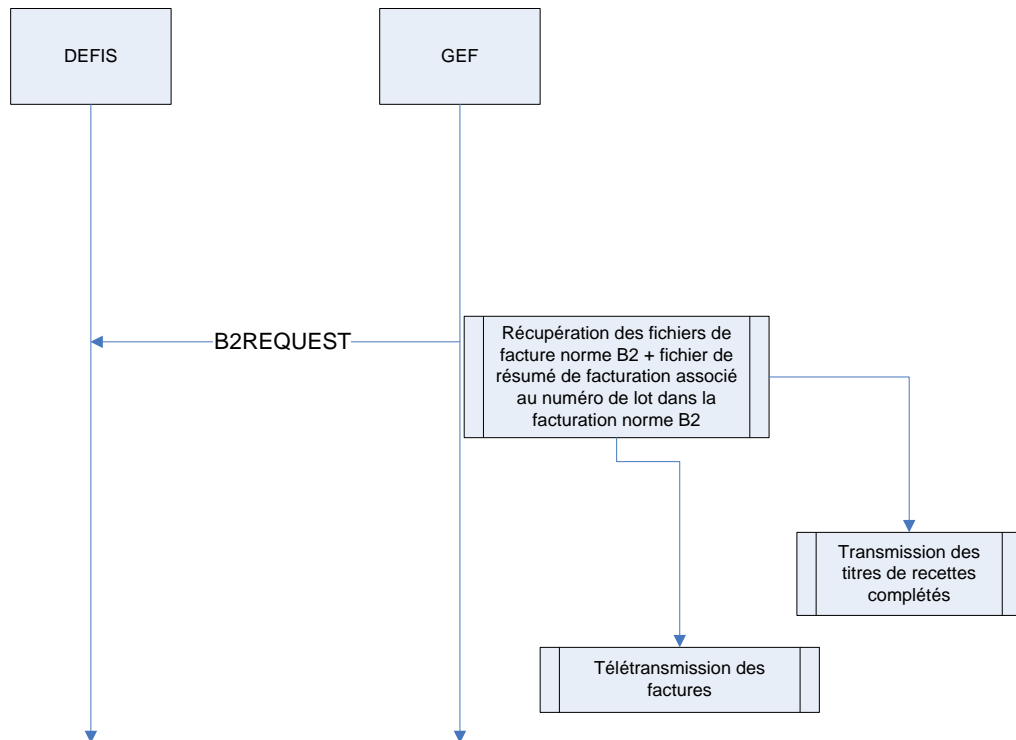 DEFIS
GEF
B2REQUEST
Récupération des fichiers de
facture norme B2 + fichier de
résumé de facturation associé
au numéro de lot dans la
facturation norme B2
Transmission des
titres de recettes
complétés
Télétransmission des
factures